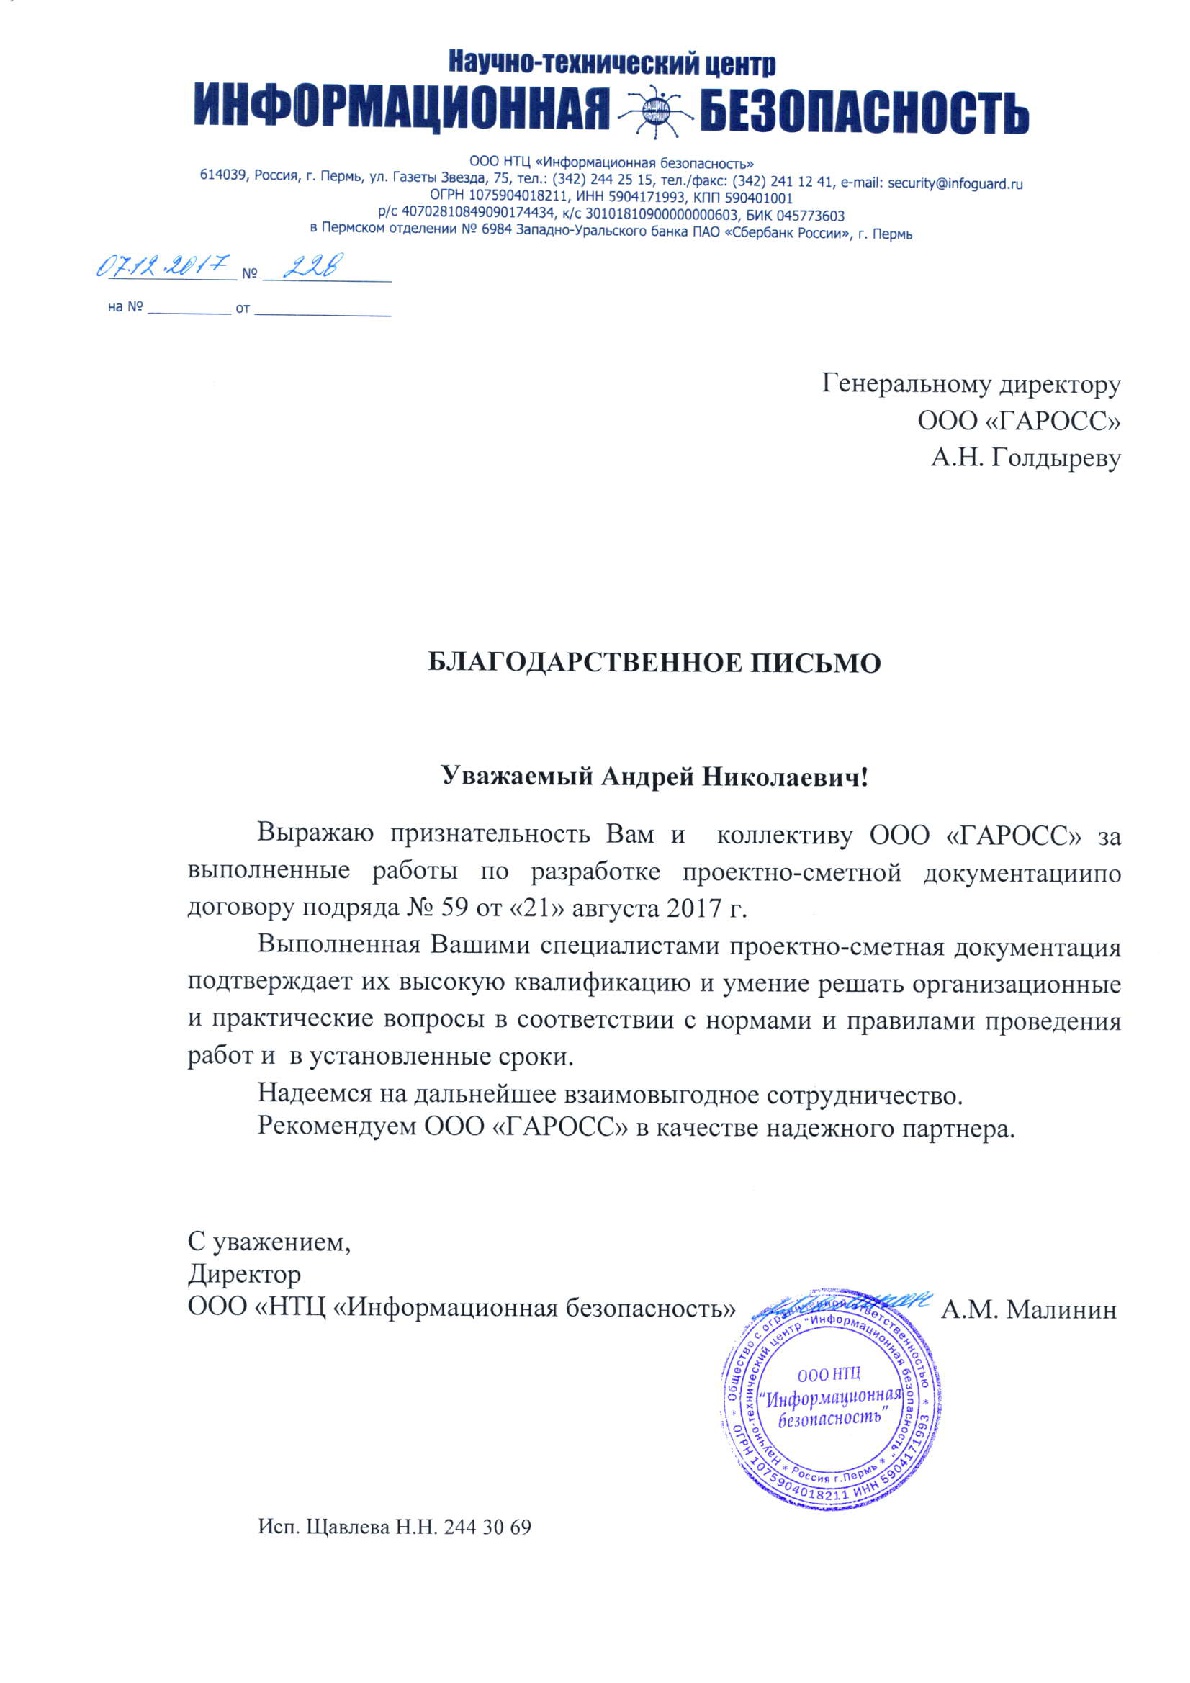 Научно-технический центр
ИНФОРМАЦИОННАЯ БЕЗОПАСНОСТЬ
ООО НТЦ «Информационная безопасность»
614039, Россия, г. Пермь, ул. Газеты Звезда, 75, тел.: (342) 244 25 15, тел./факс: (342) 241 12 41, e-mail: security@infoguard.ru
ОГРН 1075904018211, ИНН 5904171993, КПП 590401001
р/с 40702810849090174434, к/с 30101810900000000603, БИК 045773603
в Пермском отделении № 6984 Западно-Уральского банка ПАО «Сбербанк России», г. Пермь
07.12.2017 № 228
на № ____________ от ____________________
Генеральному директору
ООО «ГАРОСС»
А.Н. Голдыреву
БЛАГОДАРСТВЕННОЕ ПИСЬМО
Уважаемый Андрей Николаевич!
Выражаю признательность Вам и коллективу ООО «ГАРОСС» за
выполненные работы по разработке проектно-сметной документациипо
договору подряда № 59 от «21» августа 2017 г.
Выполненная Вашими специалистами проектно-сметная документация
подтверждает их высокую квалификацию и умение решать организационные
и практические вопросы в соответствии с нормами и правилами проведения
работ и в установленные сроки.
Надеемся на дальнейшее взаимовыгодное сотрудничество.
Рекомендуем ООО «ГАРОСС» в качестве надежного партнера.
С уважением,
Директор
ООО «НТЦ «Информационная безопасность» А.М. Малинин
Общество с ограниченной ответственностью
Научно-технический центр "Информационная безопасность"
ООО НТЦ
"Информационная
безопасность"
* Россия г.Пермь *
* ОГРН 1075904018211 ИНН 5904171993 *
Исп. Щавлева Н.Н. 244 30 69